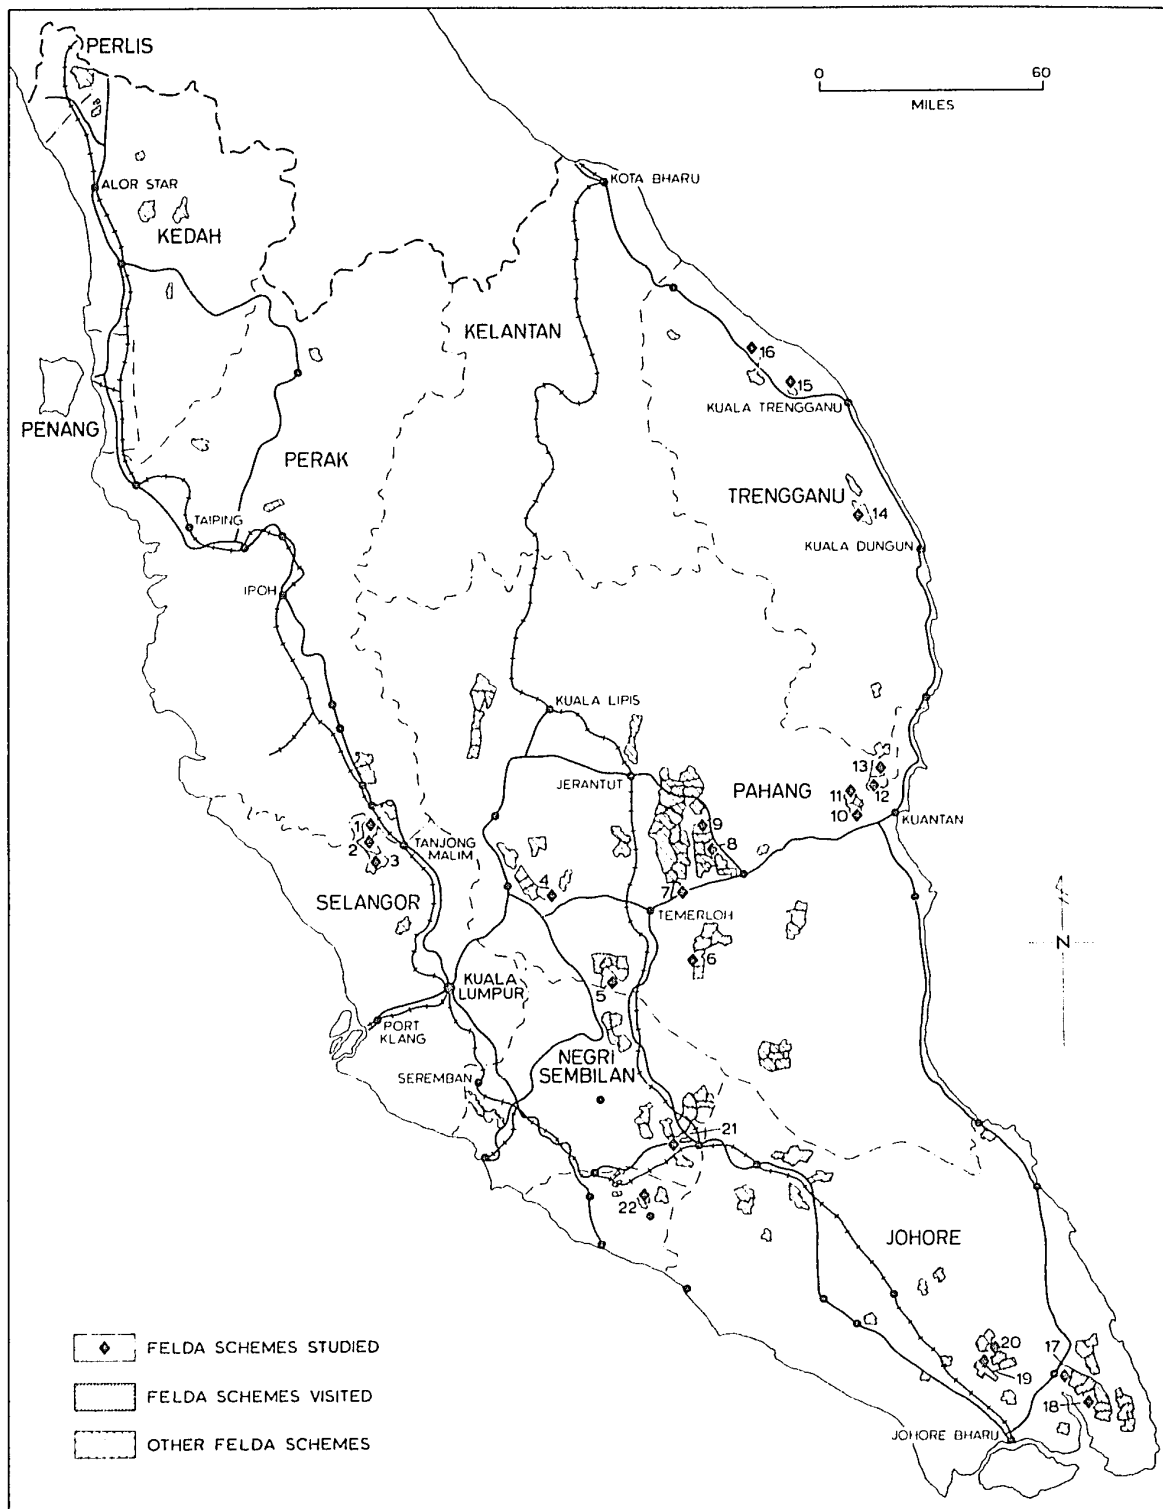 PERLIS
0 60
MILES
ALOR STAR
KEDAH
KOTA BHARU
KELANTAN
16
15
KUALA TRENGGANU
PENANG
PERAK
TRENGGANU
14
TAIPING
KUALA DUNGUN
IPOH
KUALA LIPIS
JERANTUT
PAHANG
13
11
12
10
KUANTAN
1
2
3
TANJONG
MALIM
9
8
4
7
SELANGOR
TEMERLOH
N
6
KUALA
LUMPUR
5
PORT
KLANG
NEGRI
SEMBILAN
SEREMBAN
21
22
JOHORE
20
17
19
18
JOHORE BHARU
FELDA SCHEMES STUDIED
FELDA SCHEMES VISITED
OTHER FELDA SCHEMES